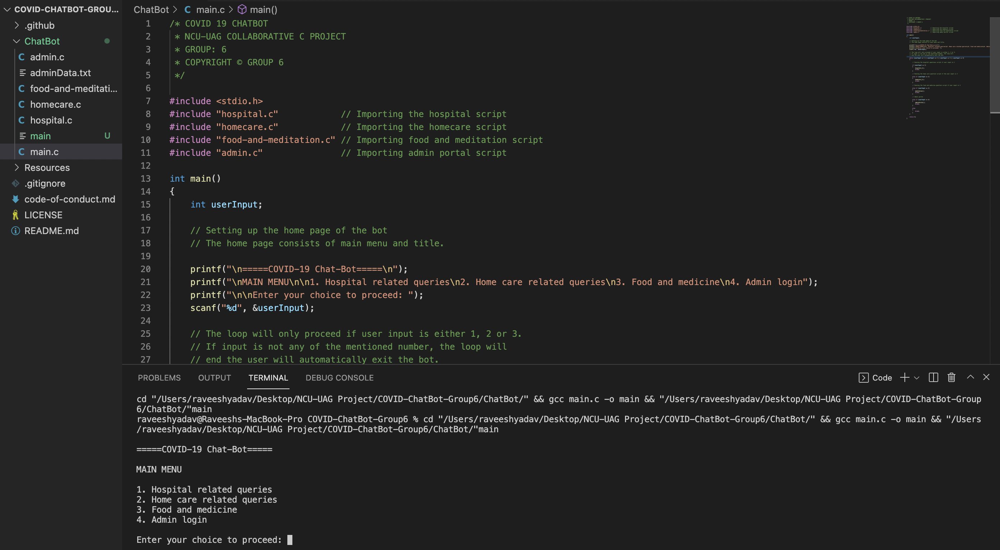 COVID-CHATBOT-GROU...
.github
ChatBot
admin.c
adminData.txt
food-and-meditati...
homecare.c
hospital.c
main U
main.c
Resources
.gitignore
code-of-conduct.md
LICENSE
README.md
ChatBot > C main.c > main()
1 /* COVID 19 CHATBOT
2 * NCU-UAG COLLABORATIVE C PROJECT
3 * GROUP: 6
4 * COPYRIGHT © GROUP 6
5 */
6
7 #include <stdio.h>
8 #include "hospital.c" // Importing the hospital script
9 #include "homecare.c" // Importing the homecare script
10 #include "food-and-meditation.c" // Importing food and meditation script
11 #include "admin.c" // Importing admin portal script
12
13 int main()
14 {
15 int userInput;
16
17 // Setting up the home page of the bot
18 // The home page consists of main menu and title.
19
20 printf("\n=====COVID-19 Chat-Bot=====\n");
21 printf("\nMAIN MENU\n\n1. Hospital related queries\n2. Home care related queries\n3. Food and medicine\n4. Admin login");
22 printf("\n\nEnter your choice to proceed: ");
23 scanf("%d", &userInput);
24
25 // The loop will only proceed if user input is either 1, 2 or 3.
26 // If input is not any of the mentioned number, the loop will
27 // end the user will automatically exit the bot.
PROBLEMS OUTPUT TERMINAL DEBUG CONSOLE Code
cd "/Users/raveeshyadav/Desktop/NCU-UAG Project/COVID-ChatBot-Group6/ChatBot/" && gcc main.c -o main && "/Users/raveeshyadav/Desktop/NCU-UAG Project/COVID-ChatBot-Group
6/ChatBot/"main
raveeshyadav@Raveeshs-MacBook-Pro COVID-ChatBot-Group6 % cd "/Users/raveeshyadav/Desktop/NCU-UAG Project/COVID-ChatBot-Group6/ChatBot/" && gcc main.c -o main && "/Users
/raveeshyadav/Desktop/NCU-UAG Project/COVID-ChatBot-Group6/ChatBot/"main
=====COVID-19 Chat-Bot=====
MAIN MENU
1. Hospital related queries
2. Home care related queries
3. Food and medicine
4. Admin login
Enter your choice to proceed: